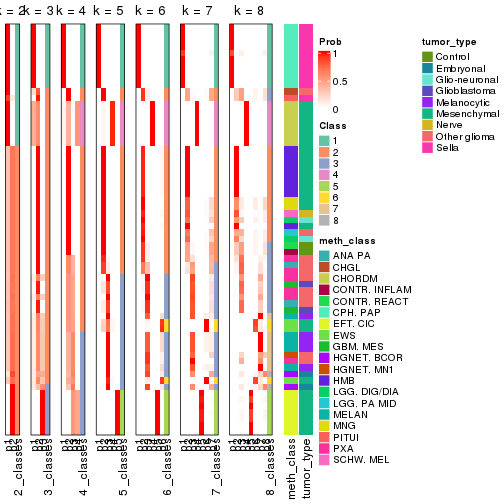 k = 2 k = 3 k = 4 k = 5 k = 6 k = 7 k = 8
Prob
1
0.5
0
Class
1
2
3
4
5
6
7
8
meth_class
ANA PA
CHGL
CHORDM
CONTR. INFLAM
CONTR. REACT
CPH. PAP
EFT. CIC
EWS
GBM. MES
HGNET. BCOR
HGNET. MN1
HMB
LGG. DIG/DIA
LGG. PA MID
MELAN
MNG
PITUI
PXA
SCHW. MEL
tumor_type
Control
Embryonal
Glio-neuronal
Glioblastoma
Melanocytic
Mesenchymal
Nerve
Other glioma
Sella
2_classes
3_classes
4_classes
5_classes
6_classes
7_classes
8_classes
meth_class
tumor_type